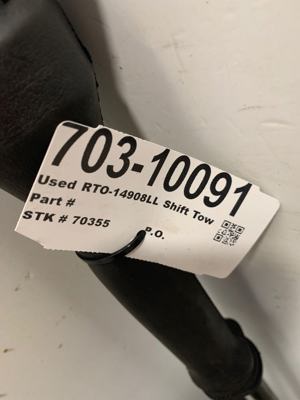 703-10091
Used RTO-14908LL Shift Tow
Part #
STK # 70355
P.O.